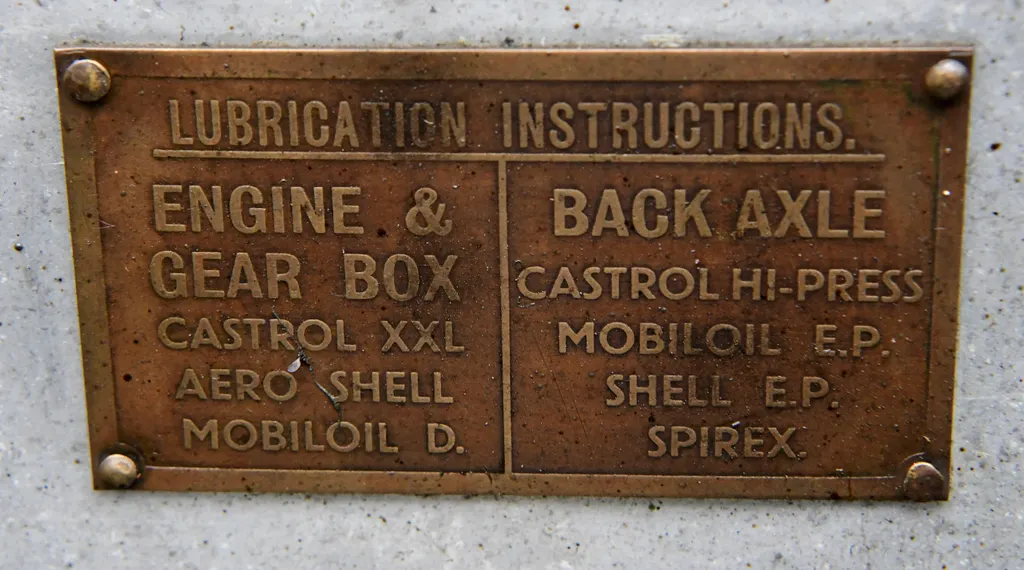 LUBRICATION INSTRUCTIONS.
ENGINE &
GEAR BOX
CASTROL XXL
AERO SHELL
MOBILOIL D.
BACK AXLE
CASTROL HI-PRESS
MOBILOIL E.P.
SHELL E.P.
SPIREX.